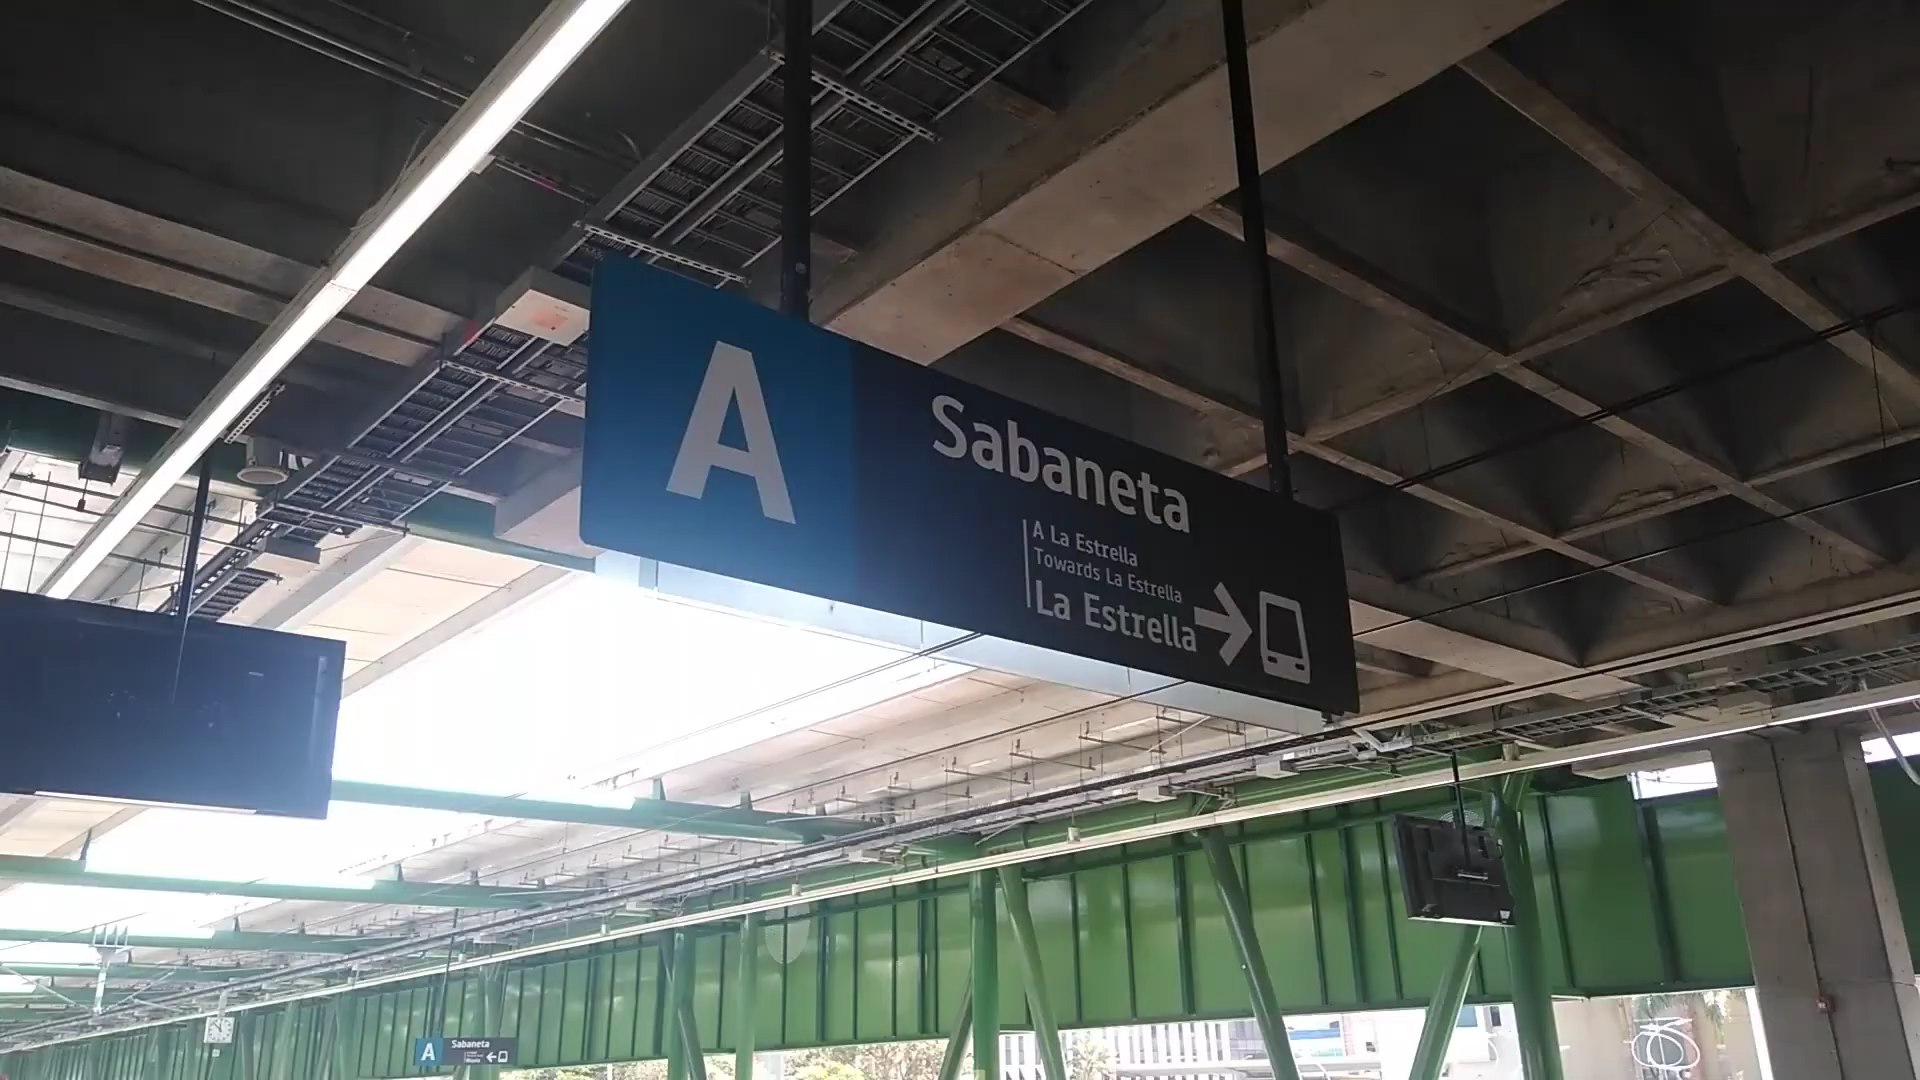 A
Sabaneta
A La Estrella
Towards La Estrella
La Estrella
A
Sabaneta